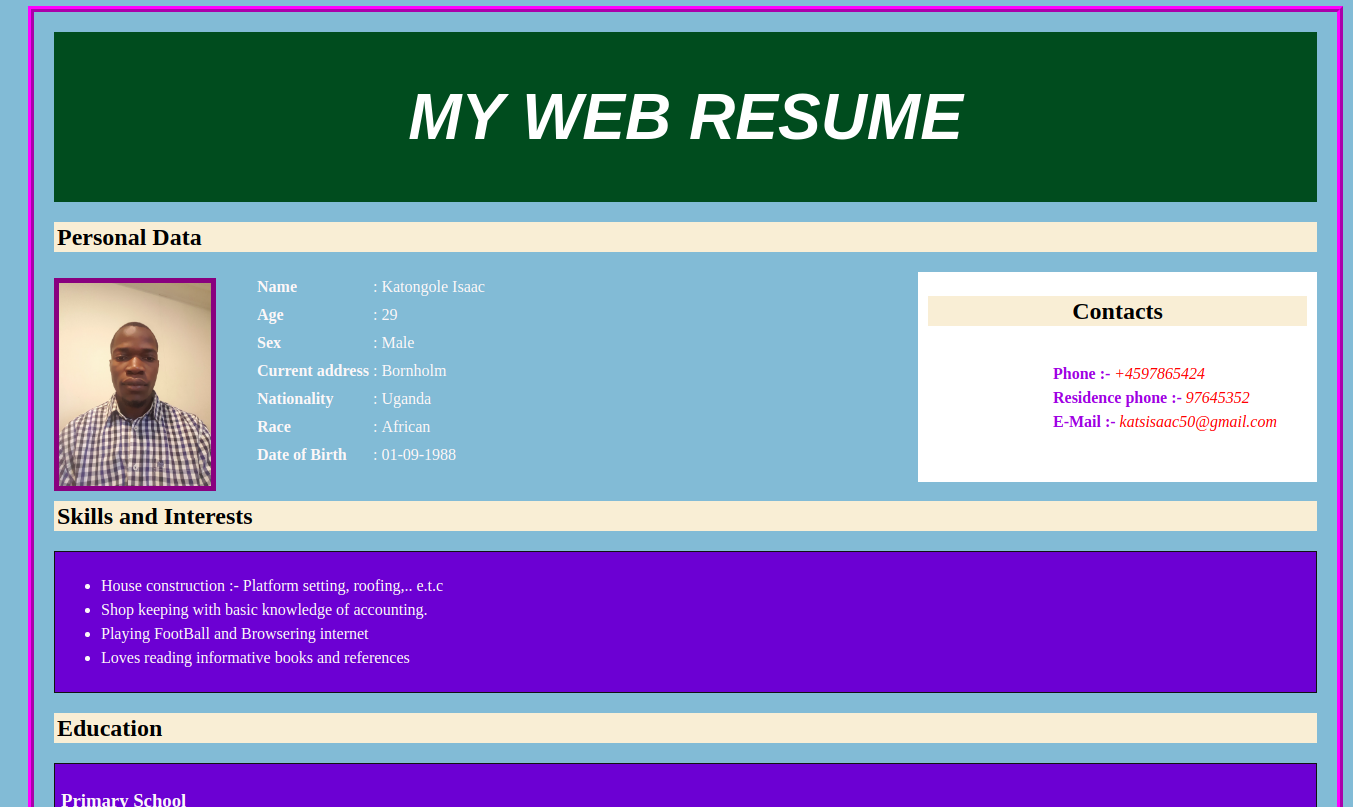 MY WEB RESUME
Personal Data
Name : Katongole Isaac
Age : 29
Sex : Male
Current address : Bornholm
Nationality : Uganda
Race : African
Date of Birth : 01-09-1988
Contacts
Phone :- +4597865424
Residence phone :- 97645352
E-Mail :- katsisaac50@gmail.com
Skills and Interests
• House construction :- Platform setting, roofing,.. e.t.c
• Shop keeping with basic knowledge of accounting.
• Playing FootBall and Browsering internet
• Loves reading informative books and references
Education
Primary School